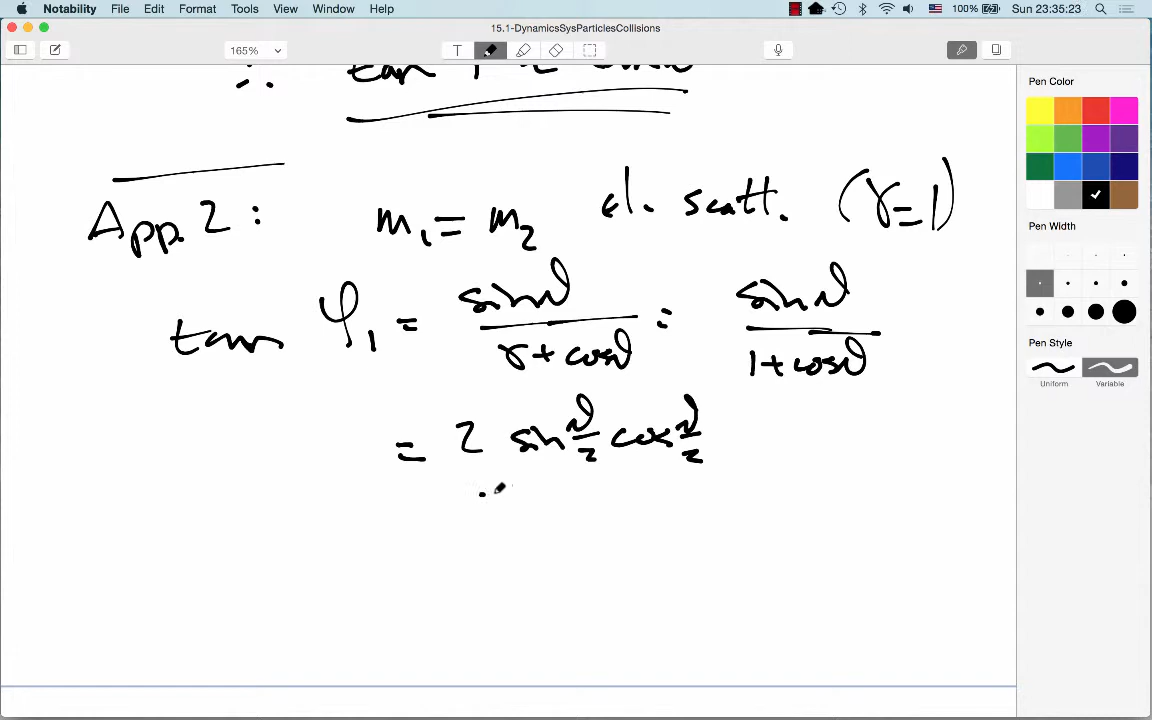 Notability File Edit Format View Tools Window Help 100% Sun 23:35:23
15.1-DynamicsSysParticlesCollisions
165%
T
Pen Color
Pen Width
Pen Style
Uniform Variable
∴ tan
App. 2 : m₁ = m₂ el. scatt. (γ = 1)
tan φ₁ = sinϑ / (γ + cosϑ) = sinϑ / (1 + cosϑ)
= 2 sin ϑ/2 cos ϑ/2